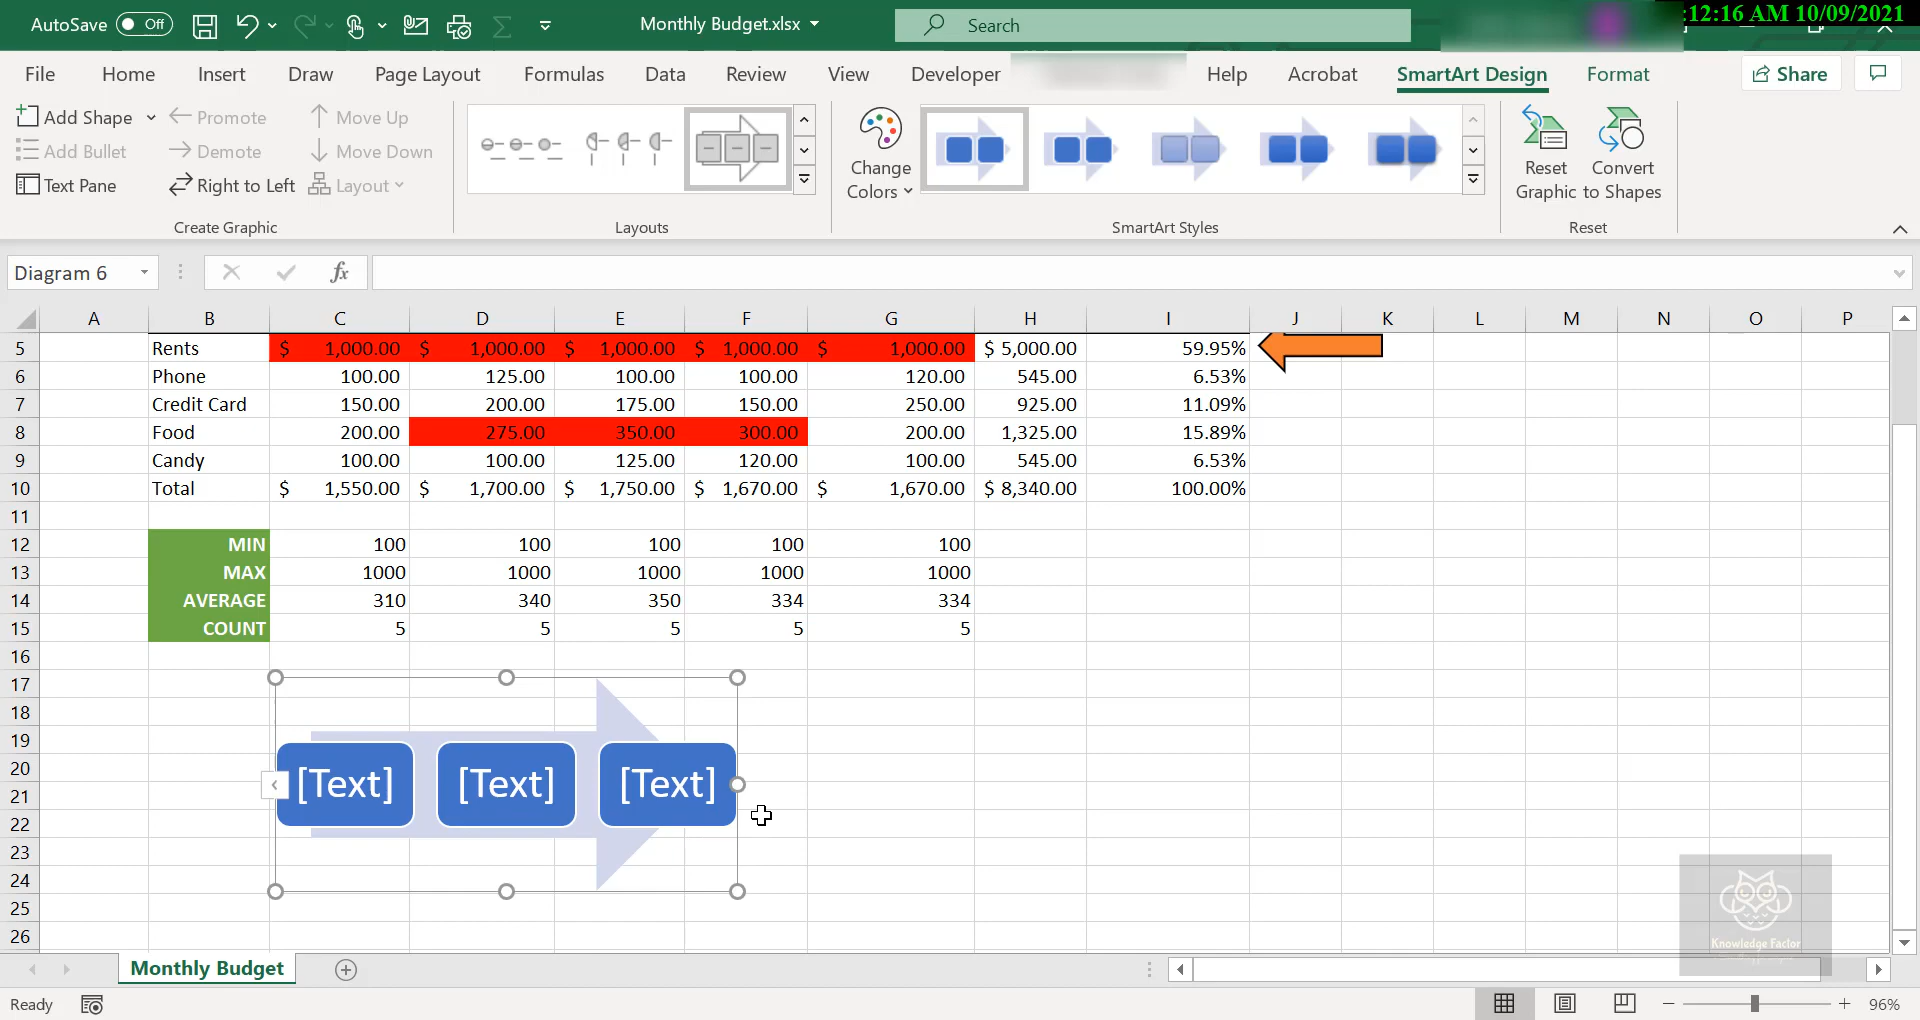 AutoSave Off Monthly Budget.xlsx Search :12:16 AM 10/09/2021
File Home Insert Draw Page Layout Formulas Data Review View Developer Help Acrobat SmartArt Design Format Share
Add Shape Promote Move Up
Add Bullet Demote Move Down
Text Pane Right to Left Layout
Create Graphic
Layouts
Change
Colors
SmartArt Styles
Reset
Graphic
Convert
to Shapes
Reset
Diagram 6 fx
A B C D E F G H I J K L M N O P
5 Rents $ 1,000.00 $ 1,000.00 $ 1,000.00 $ 1,000.00 $ 1,000.00 $ 5,000.00 59.95%
6 Phone 100.00 125.00 100.00 100.00 120.00 545.00 6.53%
7 Credit Card 150.00 200.00 175.00 150.00 250.00 925.00 11.09%
8 Food 200.00 275.00 350.00 300.00 200.00 1,325.00 15.89%
9 Candy 100.00 100.00 125.00 120.00 100.00 545.00 6.53%
10 Total $ 1,550.00 $ 1,700.00 $ 1,750.00 $ 1,670.00 $ 1,670.00 $ 8,340.00 100.00%
11
12 MIN 100 100 100 100 100
13 MAX 1000 1000 1000 1000 1000
14 AVERAGE 310 340 350 334 334
15 COUNT 5 5 5 5 5
16
17
18
19
20
[Text] [Text] [Text]
21
22
23
24
25
26
Knowledge Factor
Monthly Budget
Ready 96%